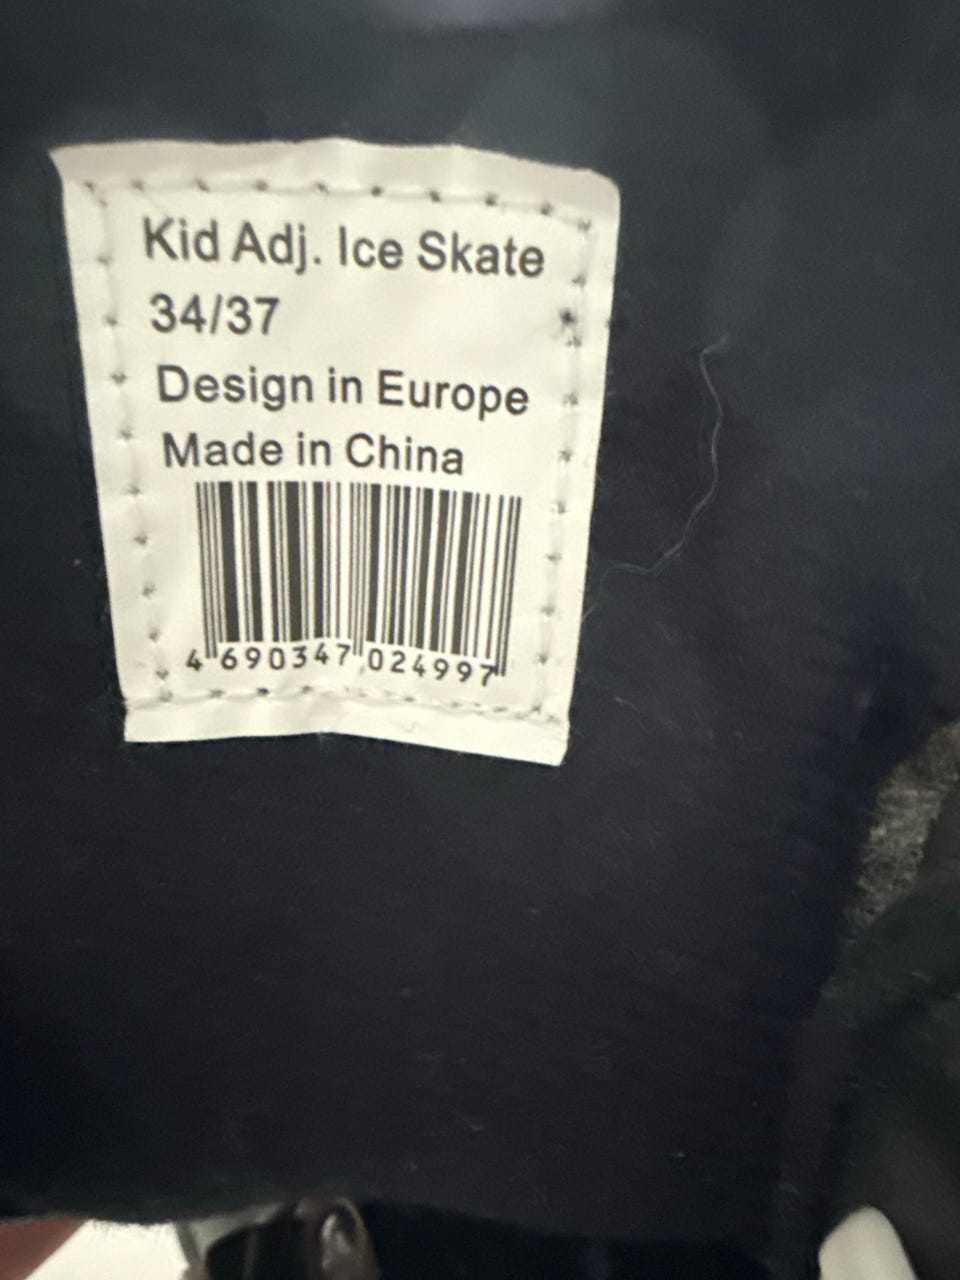 Kid Adj. Ice Skate
34/37
Design in Europe
Made in China
4 690347 024997